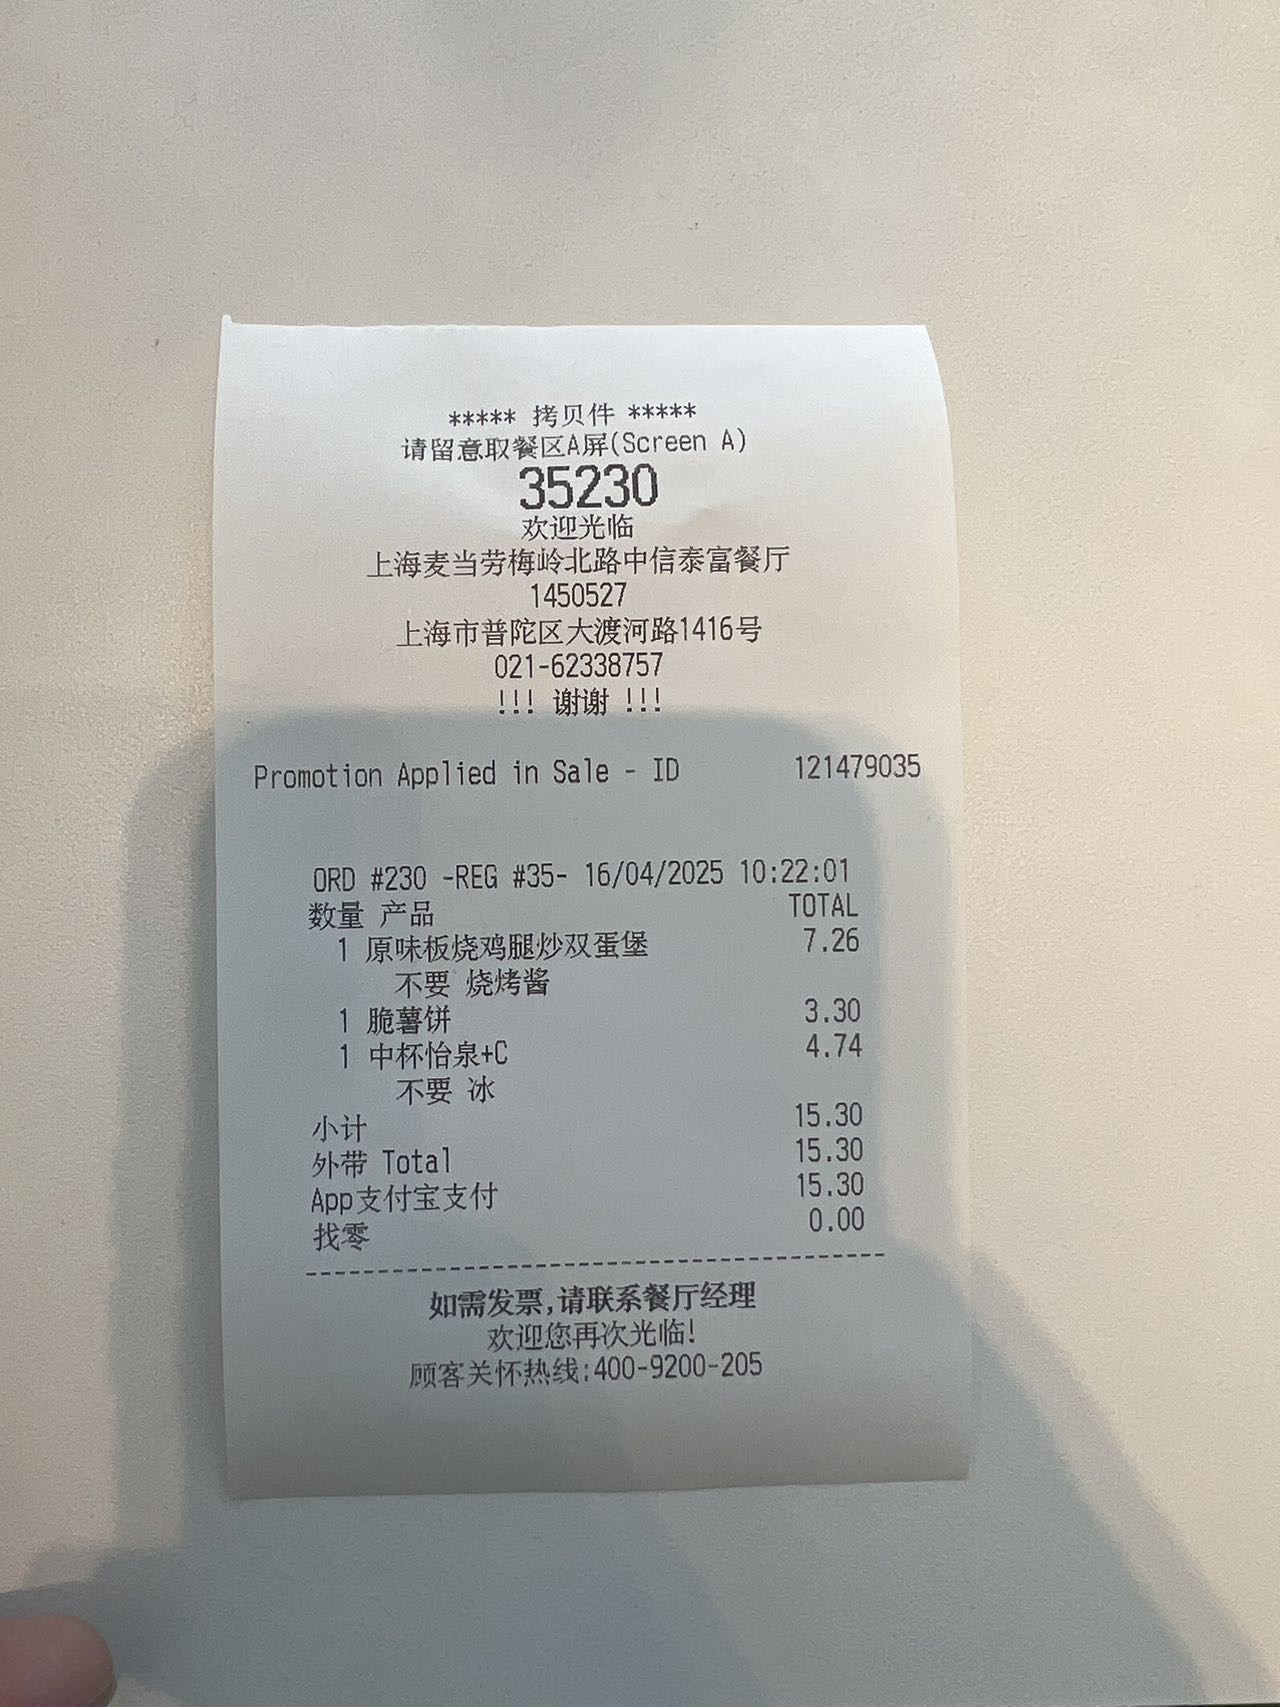 ***** 拷贝件 *****
请留意取餐区A屏(Screen A)
35230
欢迎光临
上海麦当劳梅岭北路中信泰富餐厅
1450527
上海市普陀区大渡河路1416号
021-62338757
!!! 谢谢 !!!
Promotion Applied in Sale - ID 121479035
ORD #230 -REG #35- 16/04/2025 10:22:01
数量 产品 TOTAL
1 原味板烧鸡腿炒双蛋堡 7.26
不要 烧烤酱
1 脆薯饼 3.30
1 中杯怡泉+C 4.74
不要 冰
小计 15.30
外带 Total 15.30
App支付宝支付 15.30
找零 0.00
如需发票,请联系餐厅经理
欢迎您再次光临!
顾客关怀热线:400-9200-205